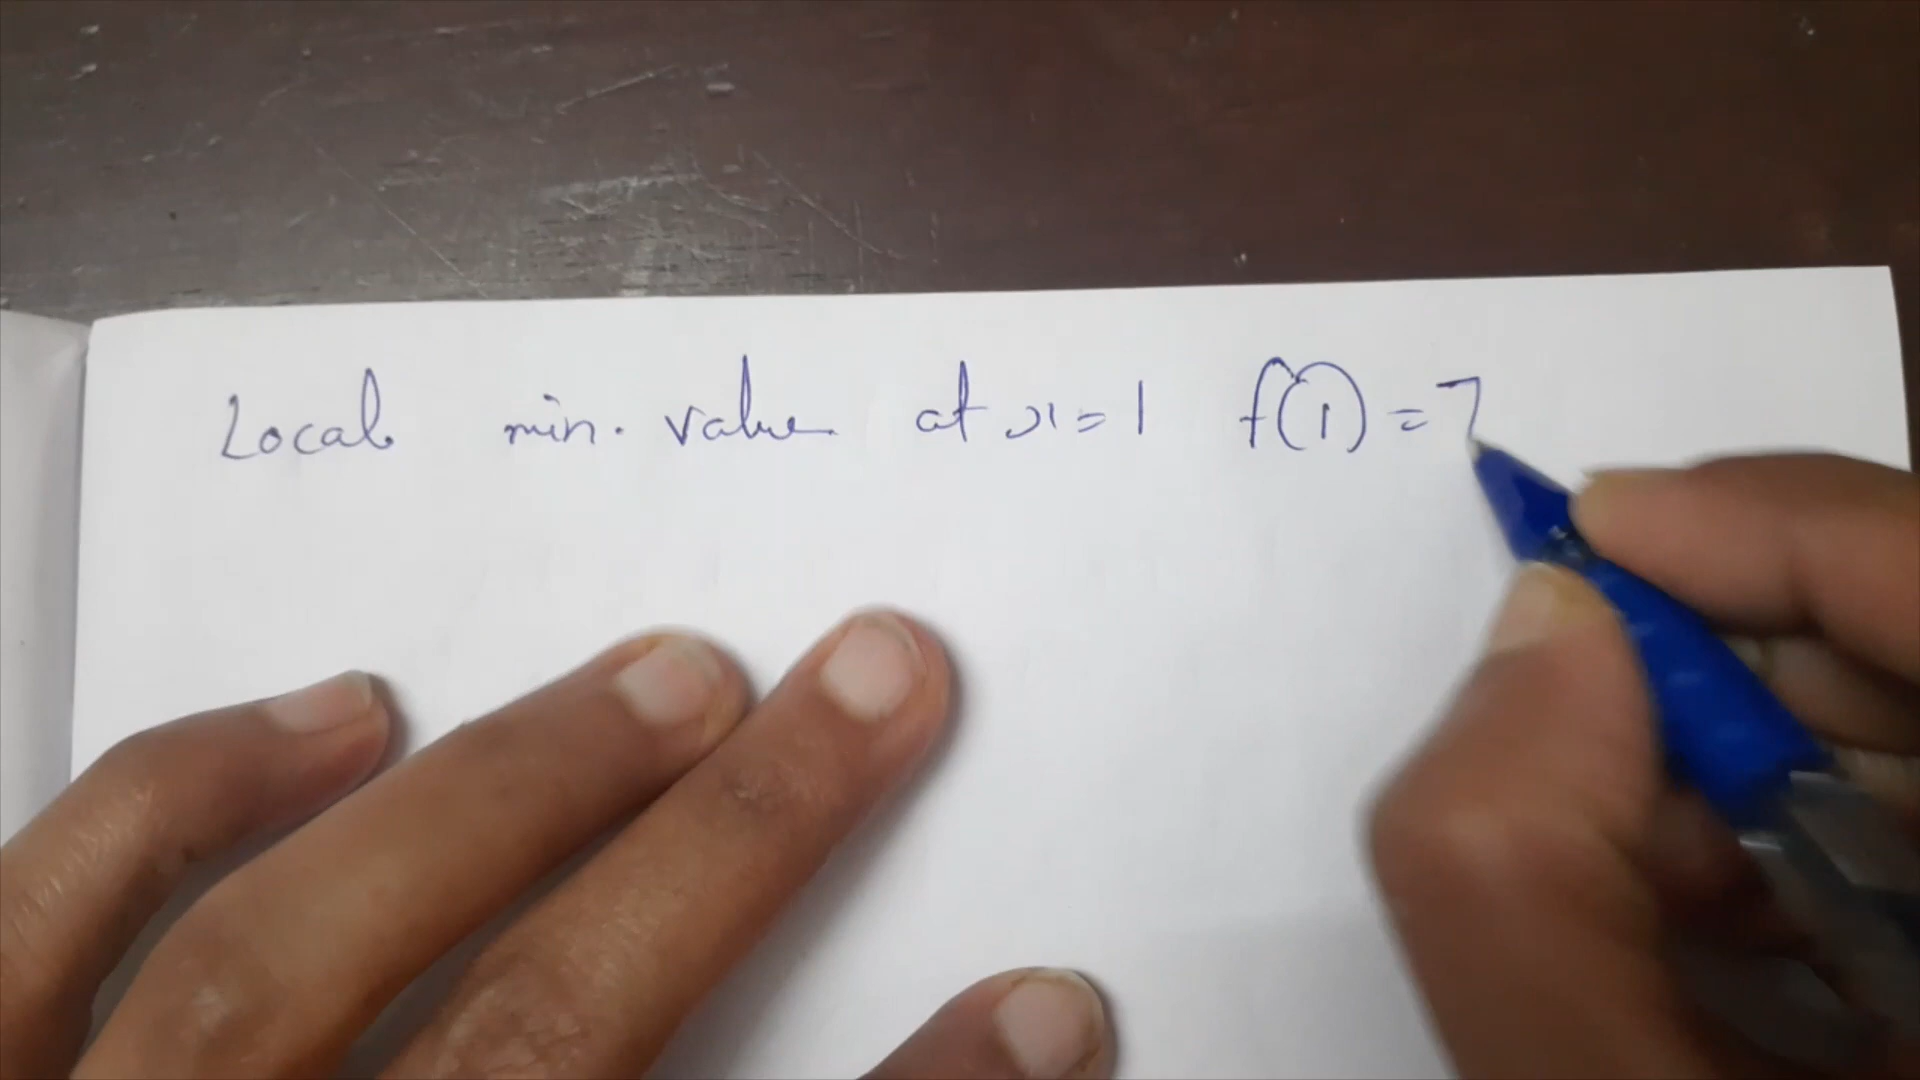 Local min. value at x=1 f(1) = 7